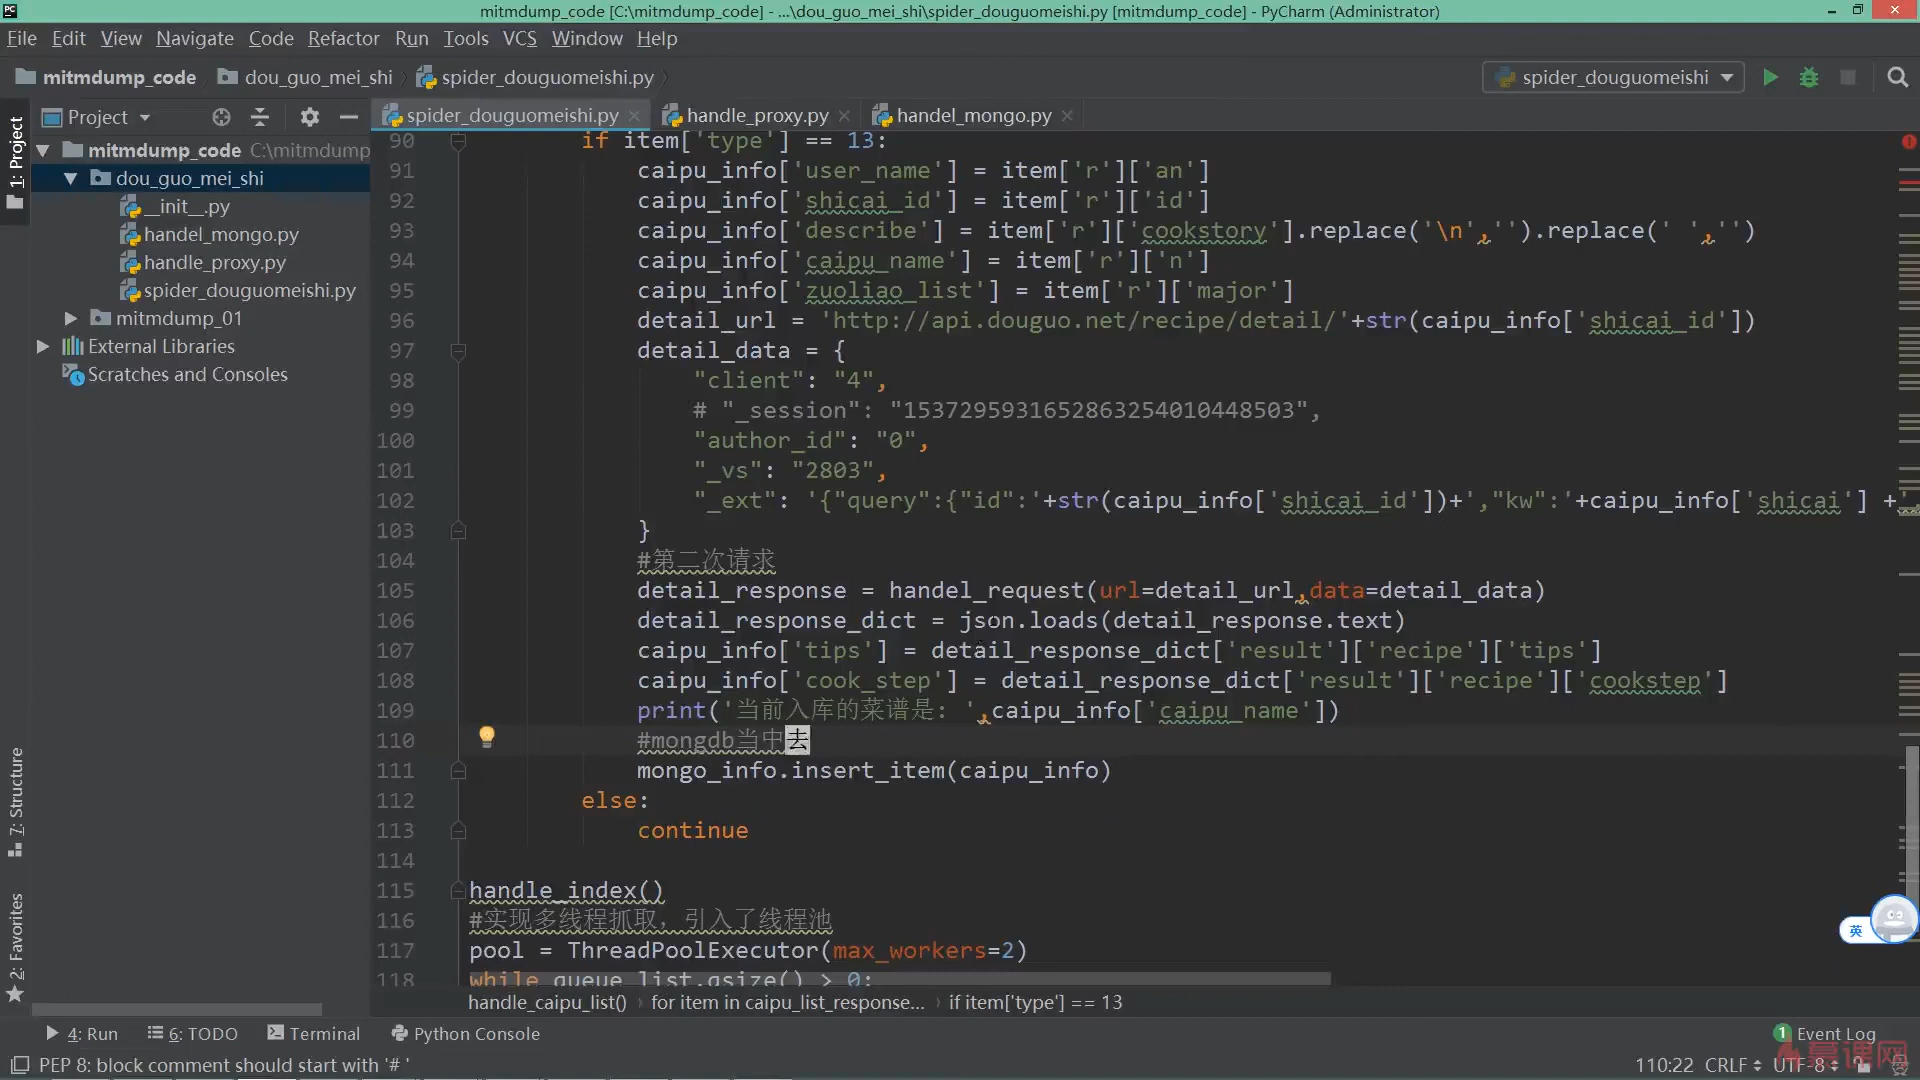 mitmdump_code [C:\mitmdump_code] - ...\dou_guo_mei_shi\spider_douguomeishi.py [mitmdump_code] - PyCharm (Administrator)
File Edit View Navigate Code Refactor Run Tools VCS Window Help
mitmdump_code dou_guo_mei_shi spider_douguomeishi.py spider_douguomeishi
Project spider_douguomeishi.py handle_proxy.py handel_mongo.py
1: Project
mitmdump_code C:\mitmdump
dou_guo_mei_shi
__init__.py
handel_mongo.py
handle_proxy.py
spider_douguomeishi.py
mitmdump_01
External Libraries
Scratches and Consoles
7: Structure
2: Favorites
90 if item['type'] == 13:
91 caipu_info['user_name'] = item['r']['an']
92 caipu_info['shicai_id'] = item['r']['id']
93 caipu_info['describe'] = item['r']['cookstory'].replace('\n','').replace(' ','')
94 caipu_info['caipu_name'] = item['r']['n']
95 caipu_info['zuoliao_list'] = item['r']['major']
96 detail_url = 'http://api.douguo.net/recipe/detail/'+str(caipu_info['shicai_id'])
97 detail_data = {
98 "client": "4",
99 # "_session": "1537295931652863254010448503",
100 "author_id": "0",
101 "_vs": "2803",
102 "_ext": '{"query":{"id":'+str(caipu_info['shicai_id'])+',"kw":'+caipu_info['shicai'] +'
103 }
104 #第二次请求
105 detail_response = handel_request(url=detail_url,data=detail_data)
106 detail_response_dict = json.loads(detail_response.text)
107 caipu_info['tips'] = detail_response_dict['result']['recipe']['tips']
108 caipu_info['cook_step'] = detail_response_dict['result']['recipe']['cookstep']
109 print('当前入库的菜谱是: ',caipu_info['caipu_name'])
110 #mongdb当中去
111 mongo_info.insert_item(caipu_info)
112 else:
113 continue
114
115 handle_index()
116 #实现多线程抓取，引入了线程池
117 pool = ThreadPoolExecutor(max_workers=2)
118 while queue_list.qsize() > 0:
handle_caipu_list() for item in caipu_list_response... if item['type'] == 13
英
4: Run 6: TODO Terminal Python Console 1 Event Log
PEP 8: block comment should start with '# ' 110:22 CRLF UTF-8
慕课网